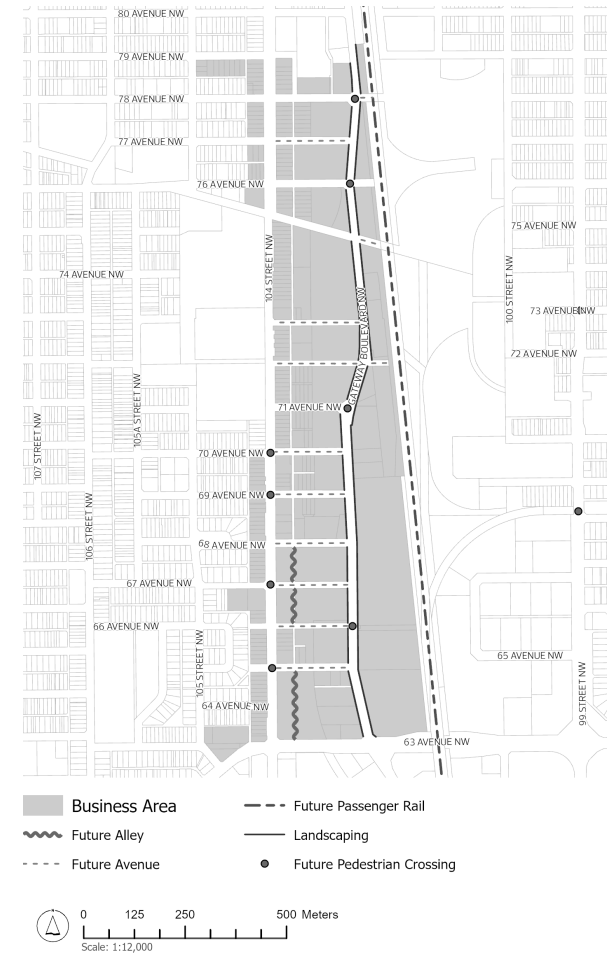 80 AVENUE NW
79 AVENUE NW
78 AVENUE NW
77 AVENUE NW
76 AVENUE NW
75 AVENUE NW
104 STREET NW
100 STREET NW
74 AVENUE NW
GATEWAY BOULEVARD NW
73 AVENUE NW
72 AVENUE NW
71 AVENUE NW
105A STREET NW
107 STREET NW
70 AVENUE NW
69 AVENUE NW
106 STREET NW
68 AVENUE NW
67 AVENUE NW
66 AVENUE NW
65 AVENUE NW
105 STREET NW
99 STREET NW
64 AVENUE NW
63 AVENUE NW
Business Area
Future Passenger Rail
Future Alley
Landscaping
Future Avenue
Future Pedestrian Crossing
0 125 250 500 Meters
Scale: 1:12,000